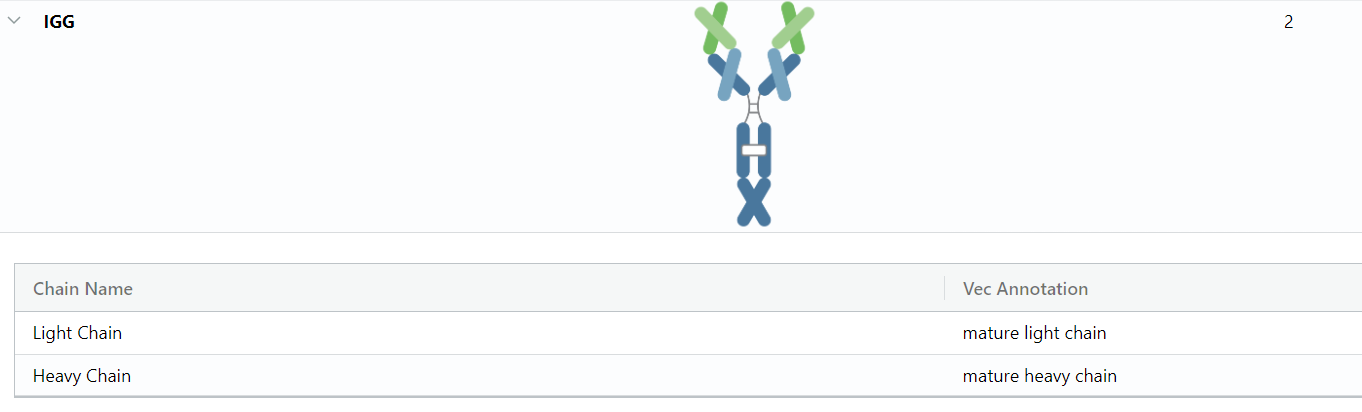 IGG 2
Chain Name Vec Annotation
Light Chain mature light chain
Heavy Chain mature heavy chain